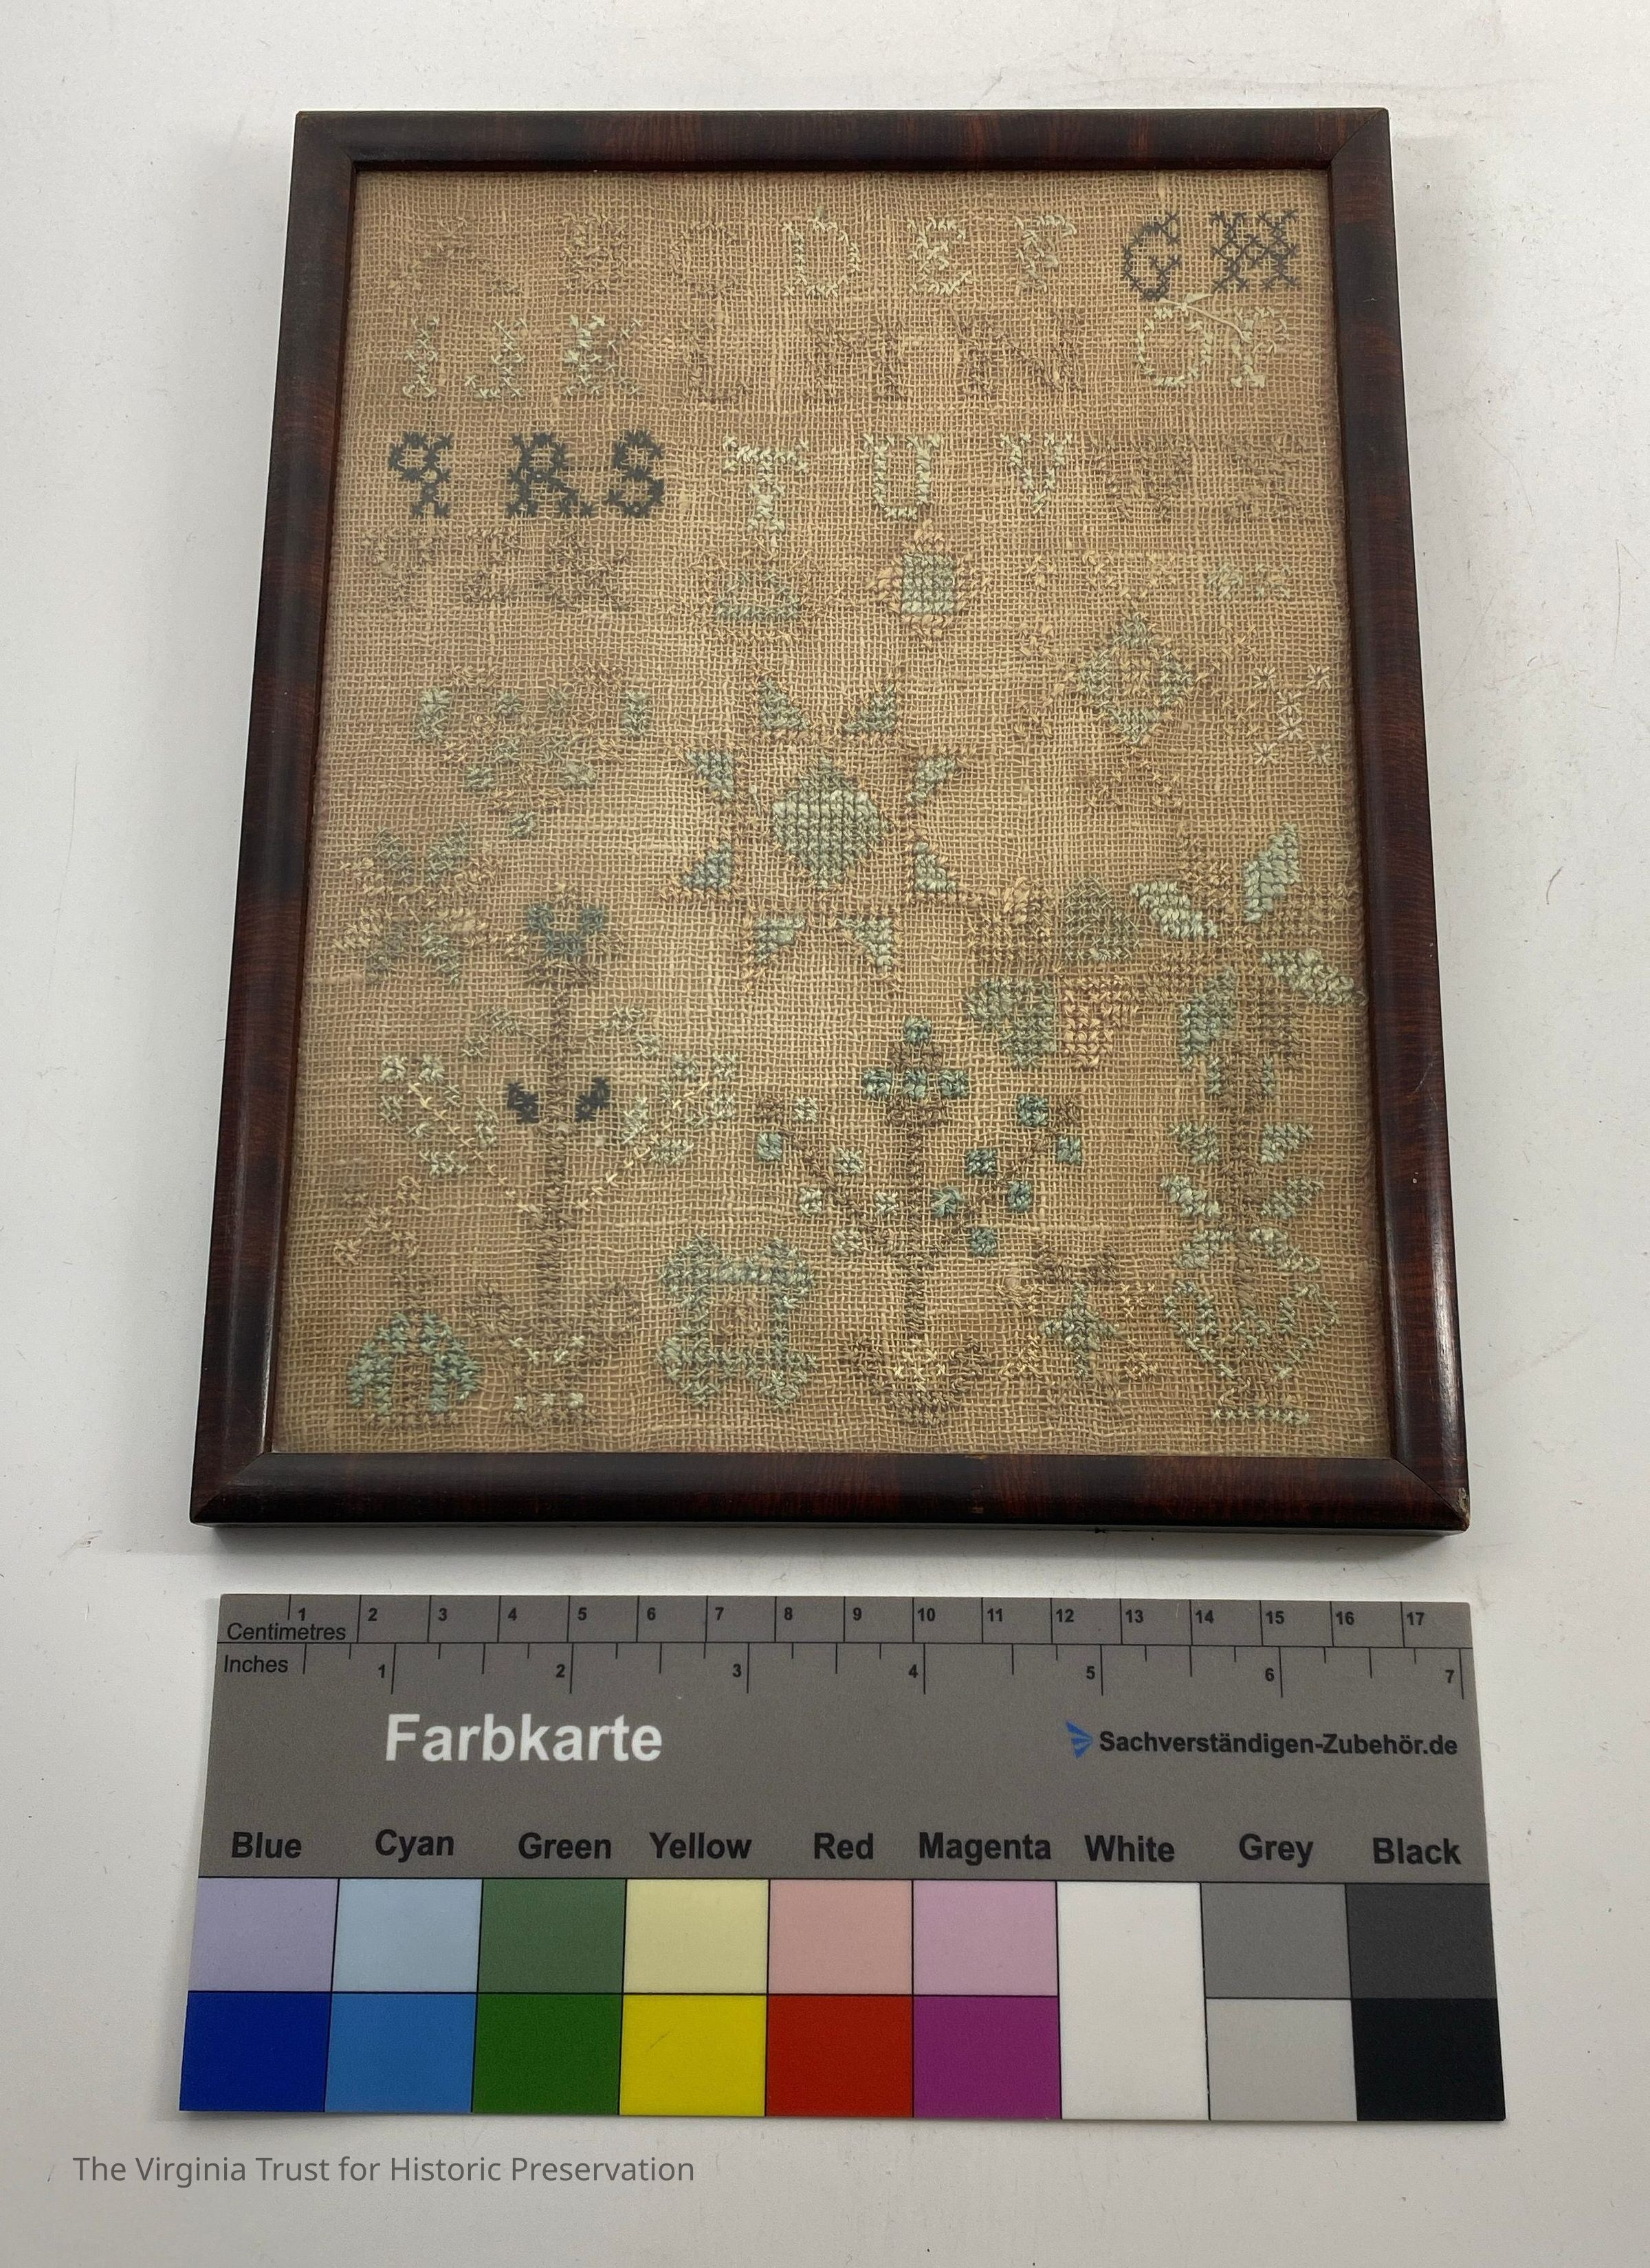 A B C D E F G H
I J K L M N O P
Q R S T U V W X
Y Z &
Centimetres 1 2 3 4 5 6 7 8 9 10 11 12 13 14 15 16 17
Inches 1 2 3 4 5 6 7
Farbkarte
Sachverständigen-Zubehör.de
Blue Cyan Green Yellow Red Magenta White Grey Black
The Virginia Trust for Historic Preservation